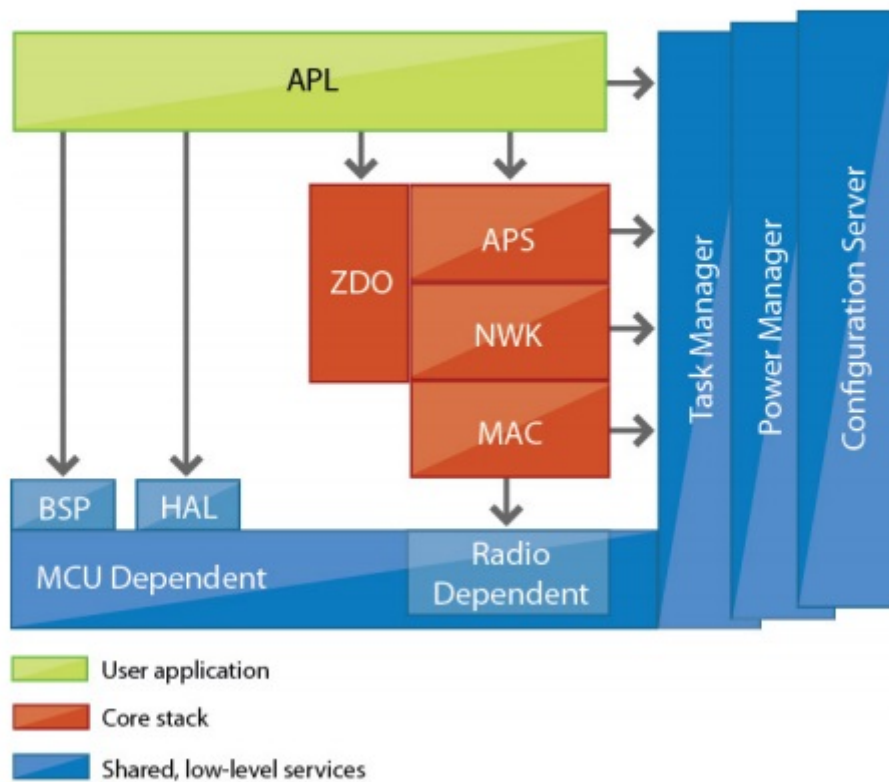 APL
ZDO
APS
NWK
MAC
BSP
HAL
MCU Dependent
Radio
Dependent
Task Manager
Power Manager
Configuration Server
User application
Core stack
Shared, low-level services